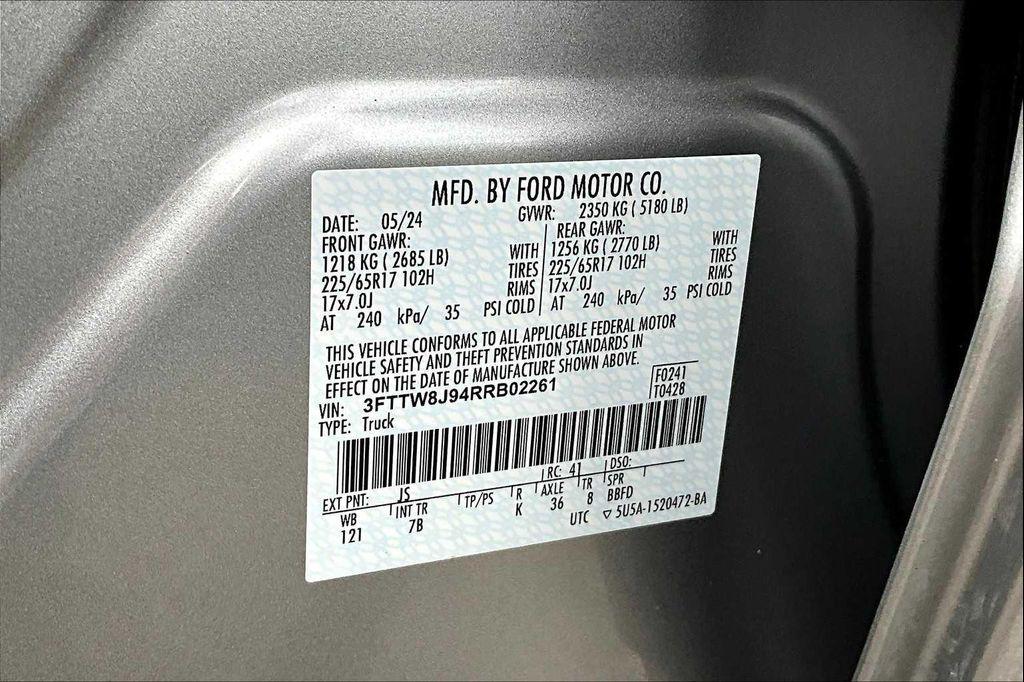 MFD. BY FORD MOTOR CO.
DATE: 05/24 GVWR: 2350 KG ( 5180 LB)
FRONT GAWR: REAR GAWR:
1218 KG ( 2685 LB) WITH 1256 KG ( 2770 LB) WITH
225/65R17 102H TIRES 225/65R17 102H TIRES
17x7.0J RIMS 17x7.0J RIMS
AT 240 kPa/ 35 PSI COLD AT 240 kPa/ 35 PSI COLD
THIS VEHICLE CONFORMS TO ALL APPLICABLE FEDERAL MOTOR
VEHICLE SAFETY AND THEFT PREVENTION STANDARDS IN
EFFECT ON THE DATE OF MANUFACTURE SHOWN ABOVE.
VIN: 3FTTW8J94RRB02261 F0241
TYPE: Truck T0428
EXT PNT: JS RC: 41 DSO:
WB INT TR TP/PS R AXLE TR SPR
121 7B K 36 8 BBFD
UTC ▽ 5U5A-1520472-BA